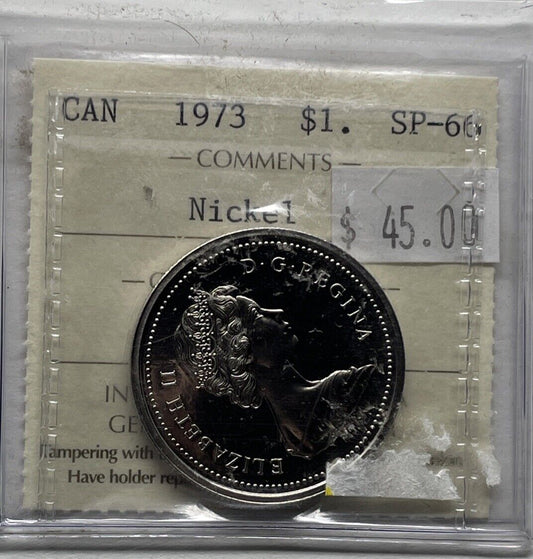 CAN 1973 $1. SP-66
COMMENTS
Nickel
$ 45.00
ELIZABETH II D·G·REGINA
IN
GE
Tampering with
Have holder rep